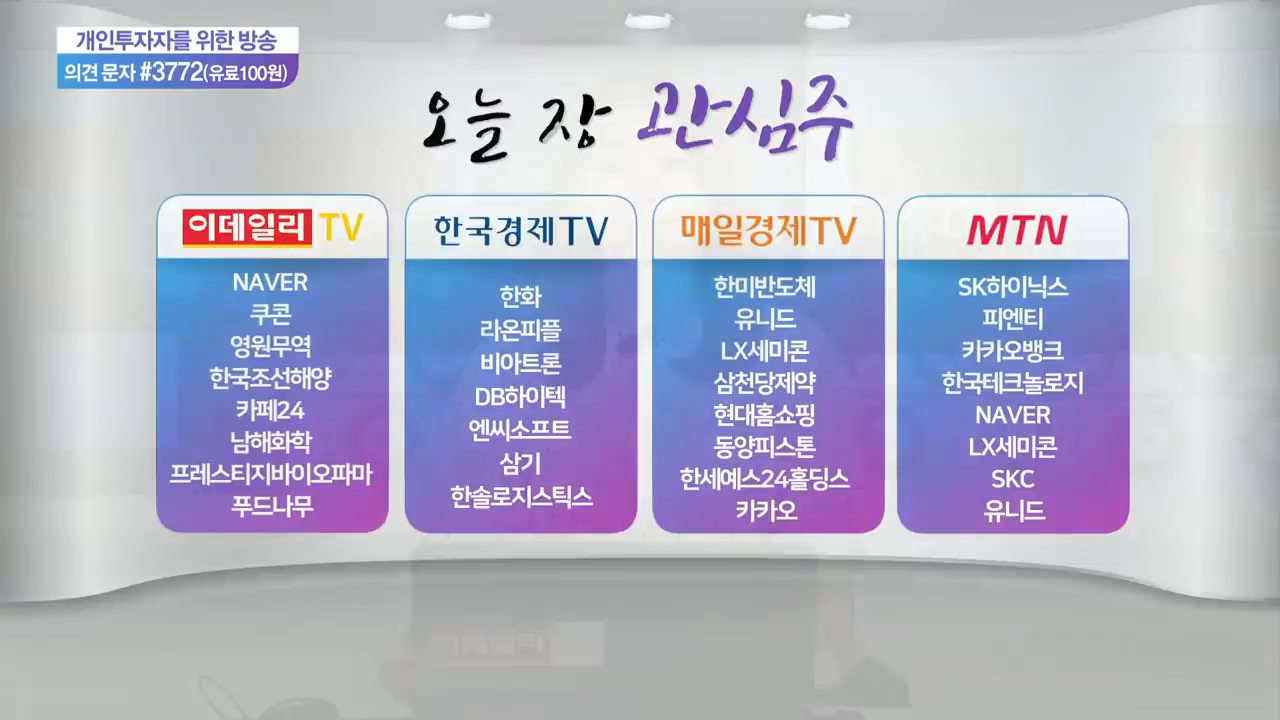 개인투자자를 위한 방송
의견 문자 #3772(유료100원)
오늘 장 관심주
이데일리 TV
NAVER
쿠콘
영원무역
한국조선해양
카페24
남해화학
프레스티지바이오파마
푸드나무
한국경제TV
한화
라온피플
비아트론
DB하이텍
엔씨소프트
삼기
한솔로지스틱스
매일경제TV
한미반도체
유니드
LX세미콘
삼천당제약
현대홈쇼핑
동양피스톤
한세예스24홀딩스
카카오
MTN
SK하이닉스
피엔티
카카오뱅크
한국테크놀로지
NAVER
LX세미콘
SKC
유니드